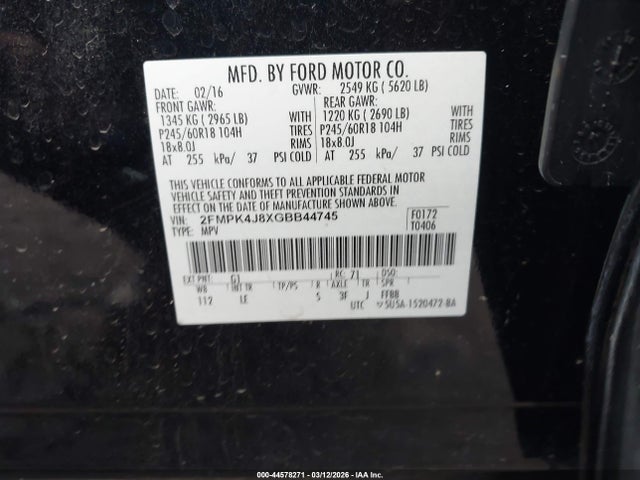 MFD. BY FORD MOTOR CO.
DATE: 02/16 GVWR: 2549 KG ( 5620 LB)
FRONT GAWR: REAR GAWR:
1345 KG ( 2965 LB) WITH 1220 KG ( 2690 LB) WITH
P245/60R18 104H TIRES P245/60R18 104H TIRES
18x8.0J RIMS 18x8.0J RIMS
AT 255 kPa/ 37 PSI COLD AT 255 kPa/ 37 PSI COLD
THIS VEHICLE CONFORMS TO ALL APPLICABLE FEDERAL MOTOR
VEHICLE SAFETY AND THEFT PREVENTION STANDARDS IN
EFFECT ON THE DATE OF MANUFACTURE SHOWN ABOVE.
VIN: 2FMPK4J8XGBB44745 F0172
TYPE: MPV T0406
EXT PNT: G1 RC: 71 DSO:
WB INT TR TP/PS R AXLE TR SPR
112 LE S 3F J FFBB
UTC 5U5A-1520472-BA
000-44578271 - 03/12/2026 - IAA Inc.